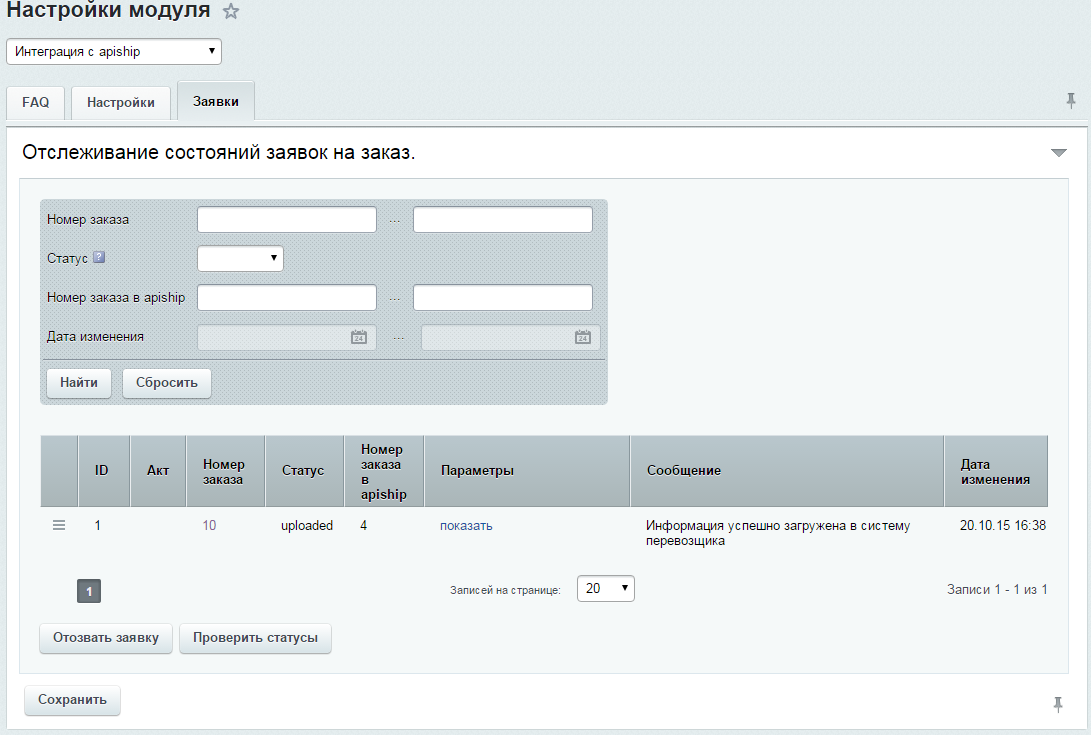 Настройки модуля
Интеграция с apiship
FAQ Настройки Заявки
Отслеживание состояний заявок на заказ.
Номер заказа ...
Статус ?
Номер заказа в apiship ...
Дата изменения 24 ... 24
Найти Сбросить
ID Акт Номер заказа Статус Номер заказа в apiship Параметры Сообщение Дата изменения
1 10 uploaded 4 показать Информация успешно загружена в систему 20.10.15 16:38
перевозщика
1 Записей на странице: 20 Записи 1 - 1 из 1
Отозвать заявку Проверить статусы
Сохранить